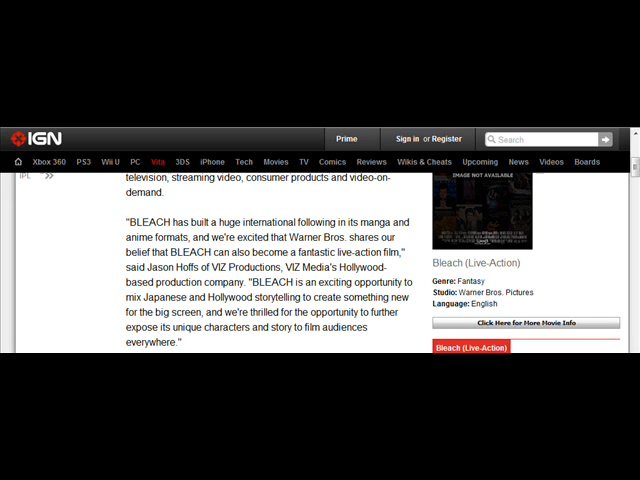 IGN
Prime
Sign in or Register
Search
Xbox 360 PS3 Wii U PC Vita 3DS iPhone Tech Movies TV Comics Reviews Wikis & Cheats Upcoming News Videos Boards
IPL
television, streaming video, consumer products and video-on-
demand.
"BLEACH has built a huge international following in its manga and
anime formats, and we're excited that Warner Bros. shares our
belief that BLEACH can also become a fantastic live-action film,"
said Jason Hoffs of VIZ Productions, VIZ Media's Hollywood-
based production company. "BLEACH is an exciting opportunity to
mix Japanese and Hollywood storytelling to create something new
for the big screen, and we're thrilled for the opportunity to further
expose its unique characters and story to film audiences
everywhere."
IMAGE NOT AVAILABLE
Bleach (Live-Action)
Genre: Fantasy
Studio: Warner Bros. Pictures
Language: English
Click Here for More Movie Info
Bleach (Live-Action)